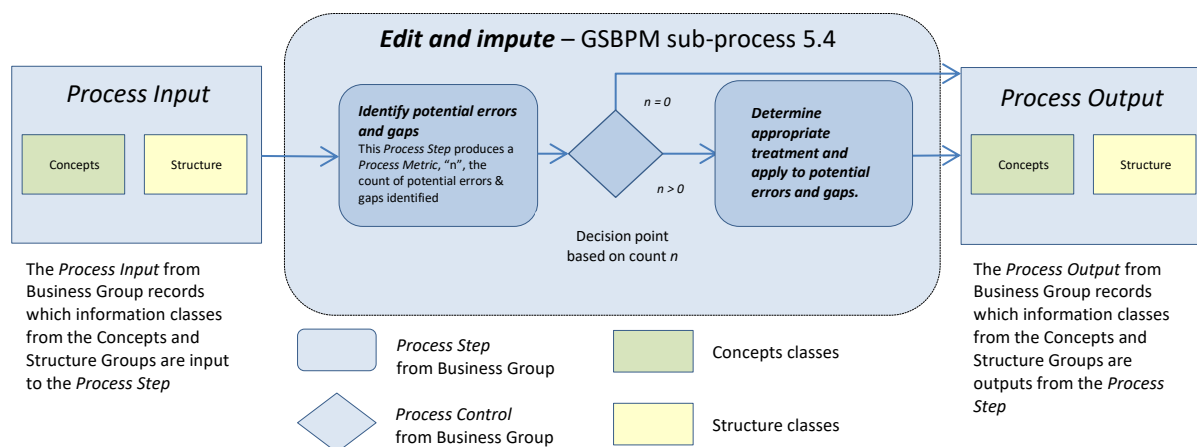 Edit and impute – GSBPM sub-process 5.4
Process Input
Concepts
Structure
Identify potential errors
and gaps
This Process Step produces a
Process Metric, “n”, the
count of potential errors &
gaps identified
n = 0
n > 0
Decision point
based on count n
Determine
appropriate
treatment and
apply to potential
errors and gaps.
Process Output
Concepts
Structure
The Process Input from
Business Group records
which information classes
from the Concepts and
Structure Groups are input
to the Process Step
The Process Output from
Business Group records
which information classes
from the Concepts and
Structure Groups are
outputs from the Process
Step
Process Step
from Business Group
Concepts classes
Process Control
from Business Group
Structure classes